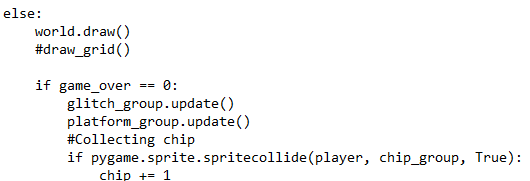 else:
    world.draw()
    #draw_grid()
    if game_over == 0:
        glitch_group.update()
        platform_group.update()
        #Collecting chip
        if pygame.sprite.spritecollide(player, chip_group, True):
            chip += 1